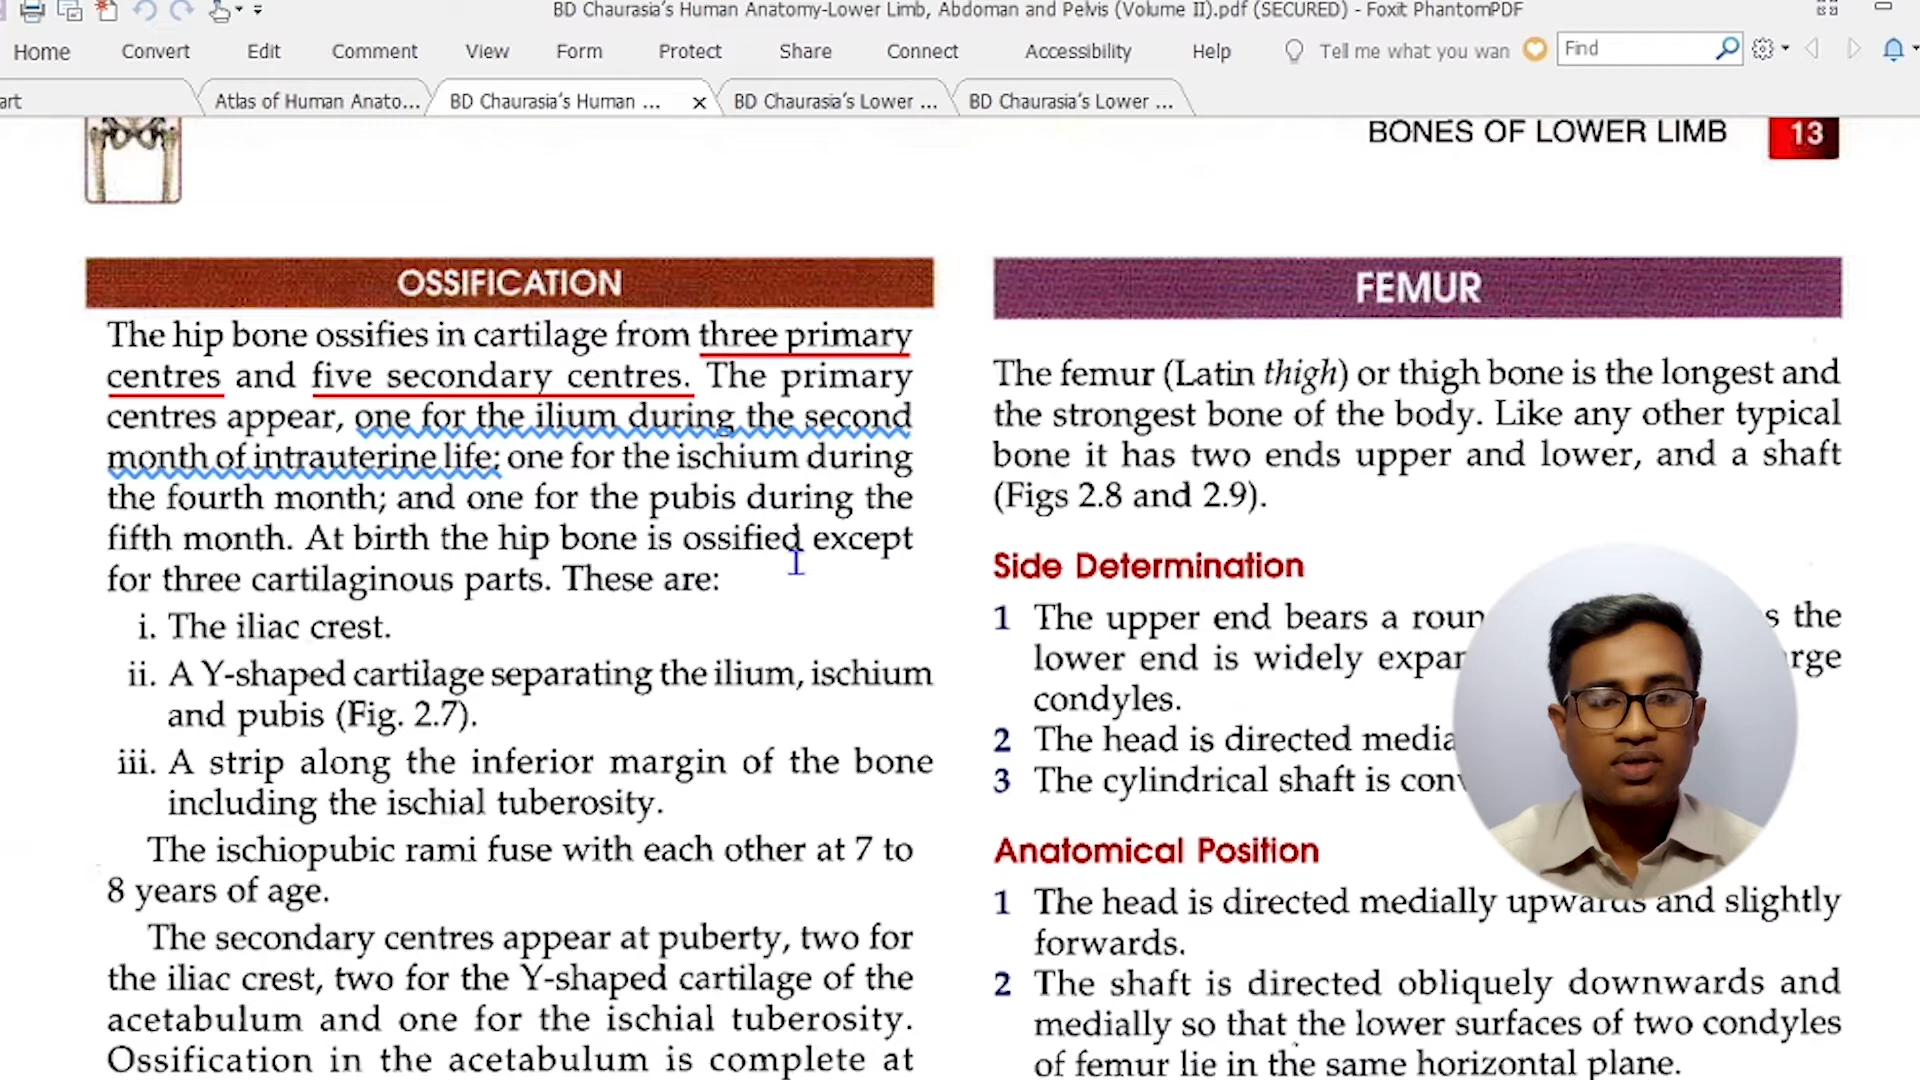 BD Chaurasia's Human Anatomy-Lower Limb, Abdoman and Pelvis (Volume II).pdf (SECURED) - Foxit PhantomPDF
Home Convert Edit Comment View Form Protect Share Connect Accessibility Help Tell me what you wan Find
art Atlas of Human Anato... BD Chaurasia's Human ... BD Chaurasia's Lower ... BD Chaurasia's Lower ...
BONES OF LOWER LIMB 13
OSSIFICATION
The hip bone ossifies in cartilage from three primary
centres and five secondary centres. The primary
centres appear, one for the ilium during the second
month of intrauterine life; one for the ischium during
the fourth month; and one for the pubis during the
fifth month. At birth the hip bone is ossified except
for three cartilaginous parts. These are:
i. The iliac crest.
ii. A Y-shaped cartilage separating the ilium, ischium
and pubis (Fig. 2.7).
iii. A strip along the inferior margin of the bone
including the ischial tuberosity.
The ischiopubic rami fuse with each other at 7 to
8 years of age.
The secondary centres appear at puberty, two for
the iliac crest, two for the Y-shaped cartilage of the
acetabulum and one for the ischial tuberosity.
Ossification in the acetabulum is complete at
FEMUR
The femur (Latin thigh) or thigh bone is the longest and
the strongest bone of the body. Like any other typical
bone it has two ends upper and lower, and a shaft
(Figs 2.8 and 2.9).
Side Determination
1 The upper end bears a roun s the
lower end is widely expan arge
condyles.
2 The head is directed media
3 The cylindrical shaft is conv
Anatomical Position
1 The head is directed medially upwards and slightly
forwards.
2 The shaft is directed obliquely downwards and
medially so that the lower surfaces of two condyles
of femur lie in the same horizontal plane.